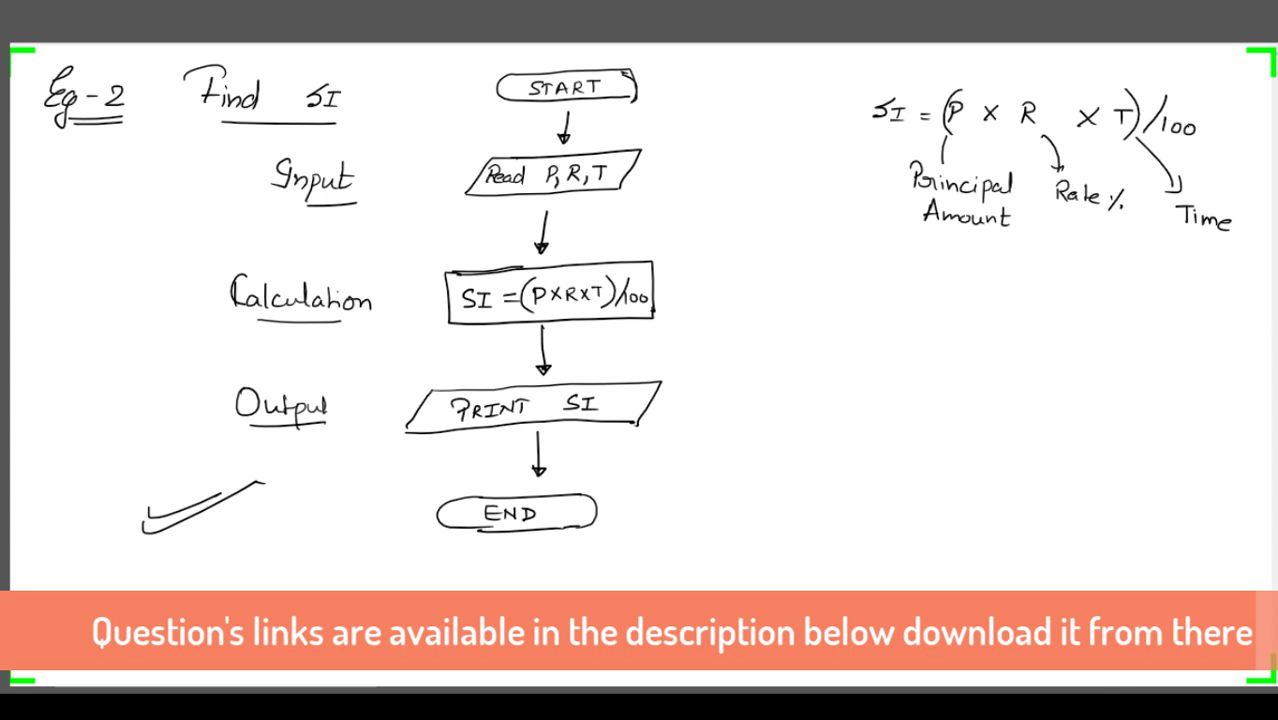 Eg-2 Find SI
START
Input
Read P, R, T
Calculation
SI = (P×R×T)/100
Output
PRINT SI
END
SI = (P × R × T)/100
Principal
Amount
Rate %
Time
Question's links are available in the description below download it from there